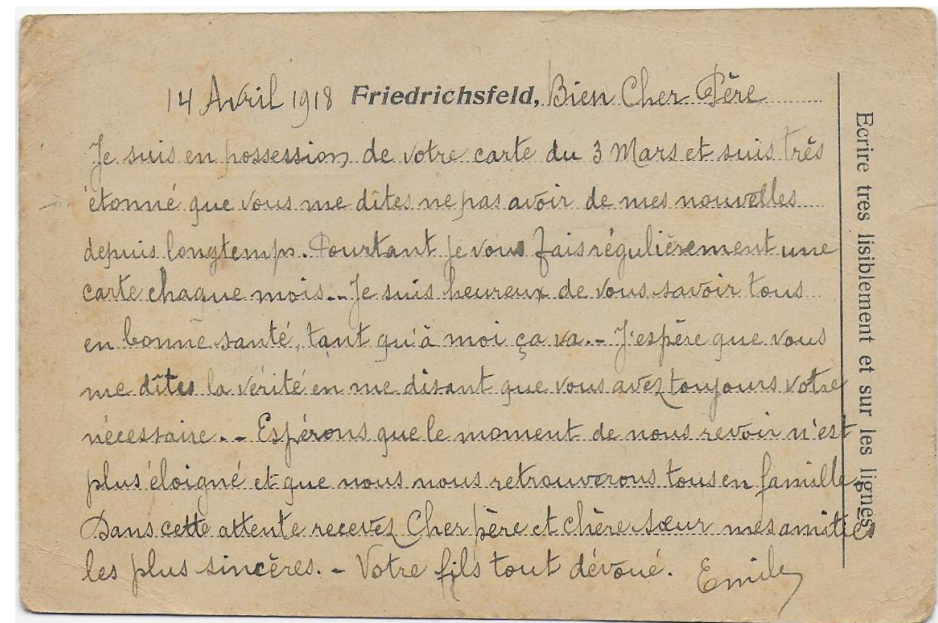 14 Avril 1918 Friedrichsfeld, Bien Cher Père
Je suis en possession de votre carte du 3 Mars et suis très
étonné que vous me dîtes ne pas avoir de mes nouvelles
depuis longtemps. Pourtant je vous fais régulièrement une
carte chaque mois.- Je suis heureux de vous savoir tous
en bonne santé, tant qu'à moi ça va.- J'espère que vous
me dîtes la vérité en me disant que vous avez toujours votre
nécessaire.- Espérons que le moment de nous revoir n'est
plus éloigné et que nous nous retrouverons tous en famille.
Dans cette attente recevez Cher père et chère sœur mes amitiés
les plus sincères.- Votre fils tout dévoué. Emile
Ecrire tres lisiblement et sur les lignes